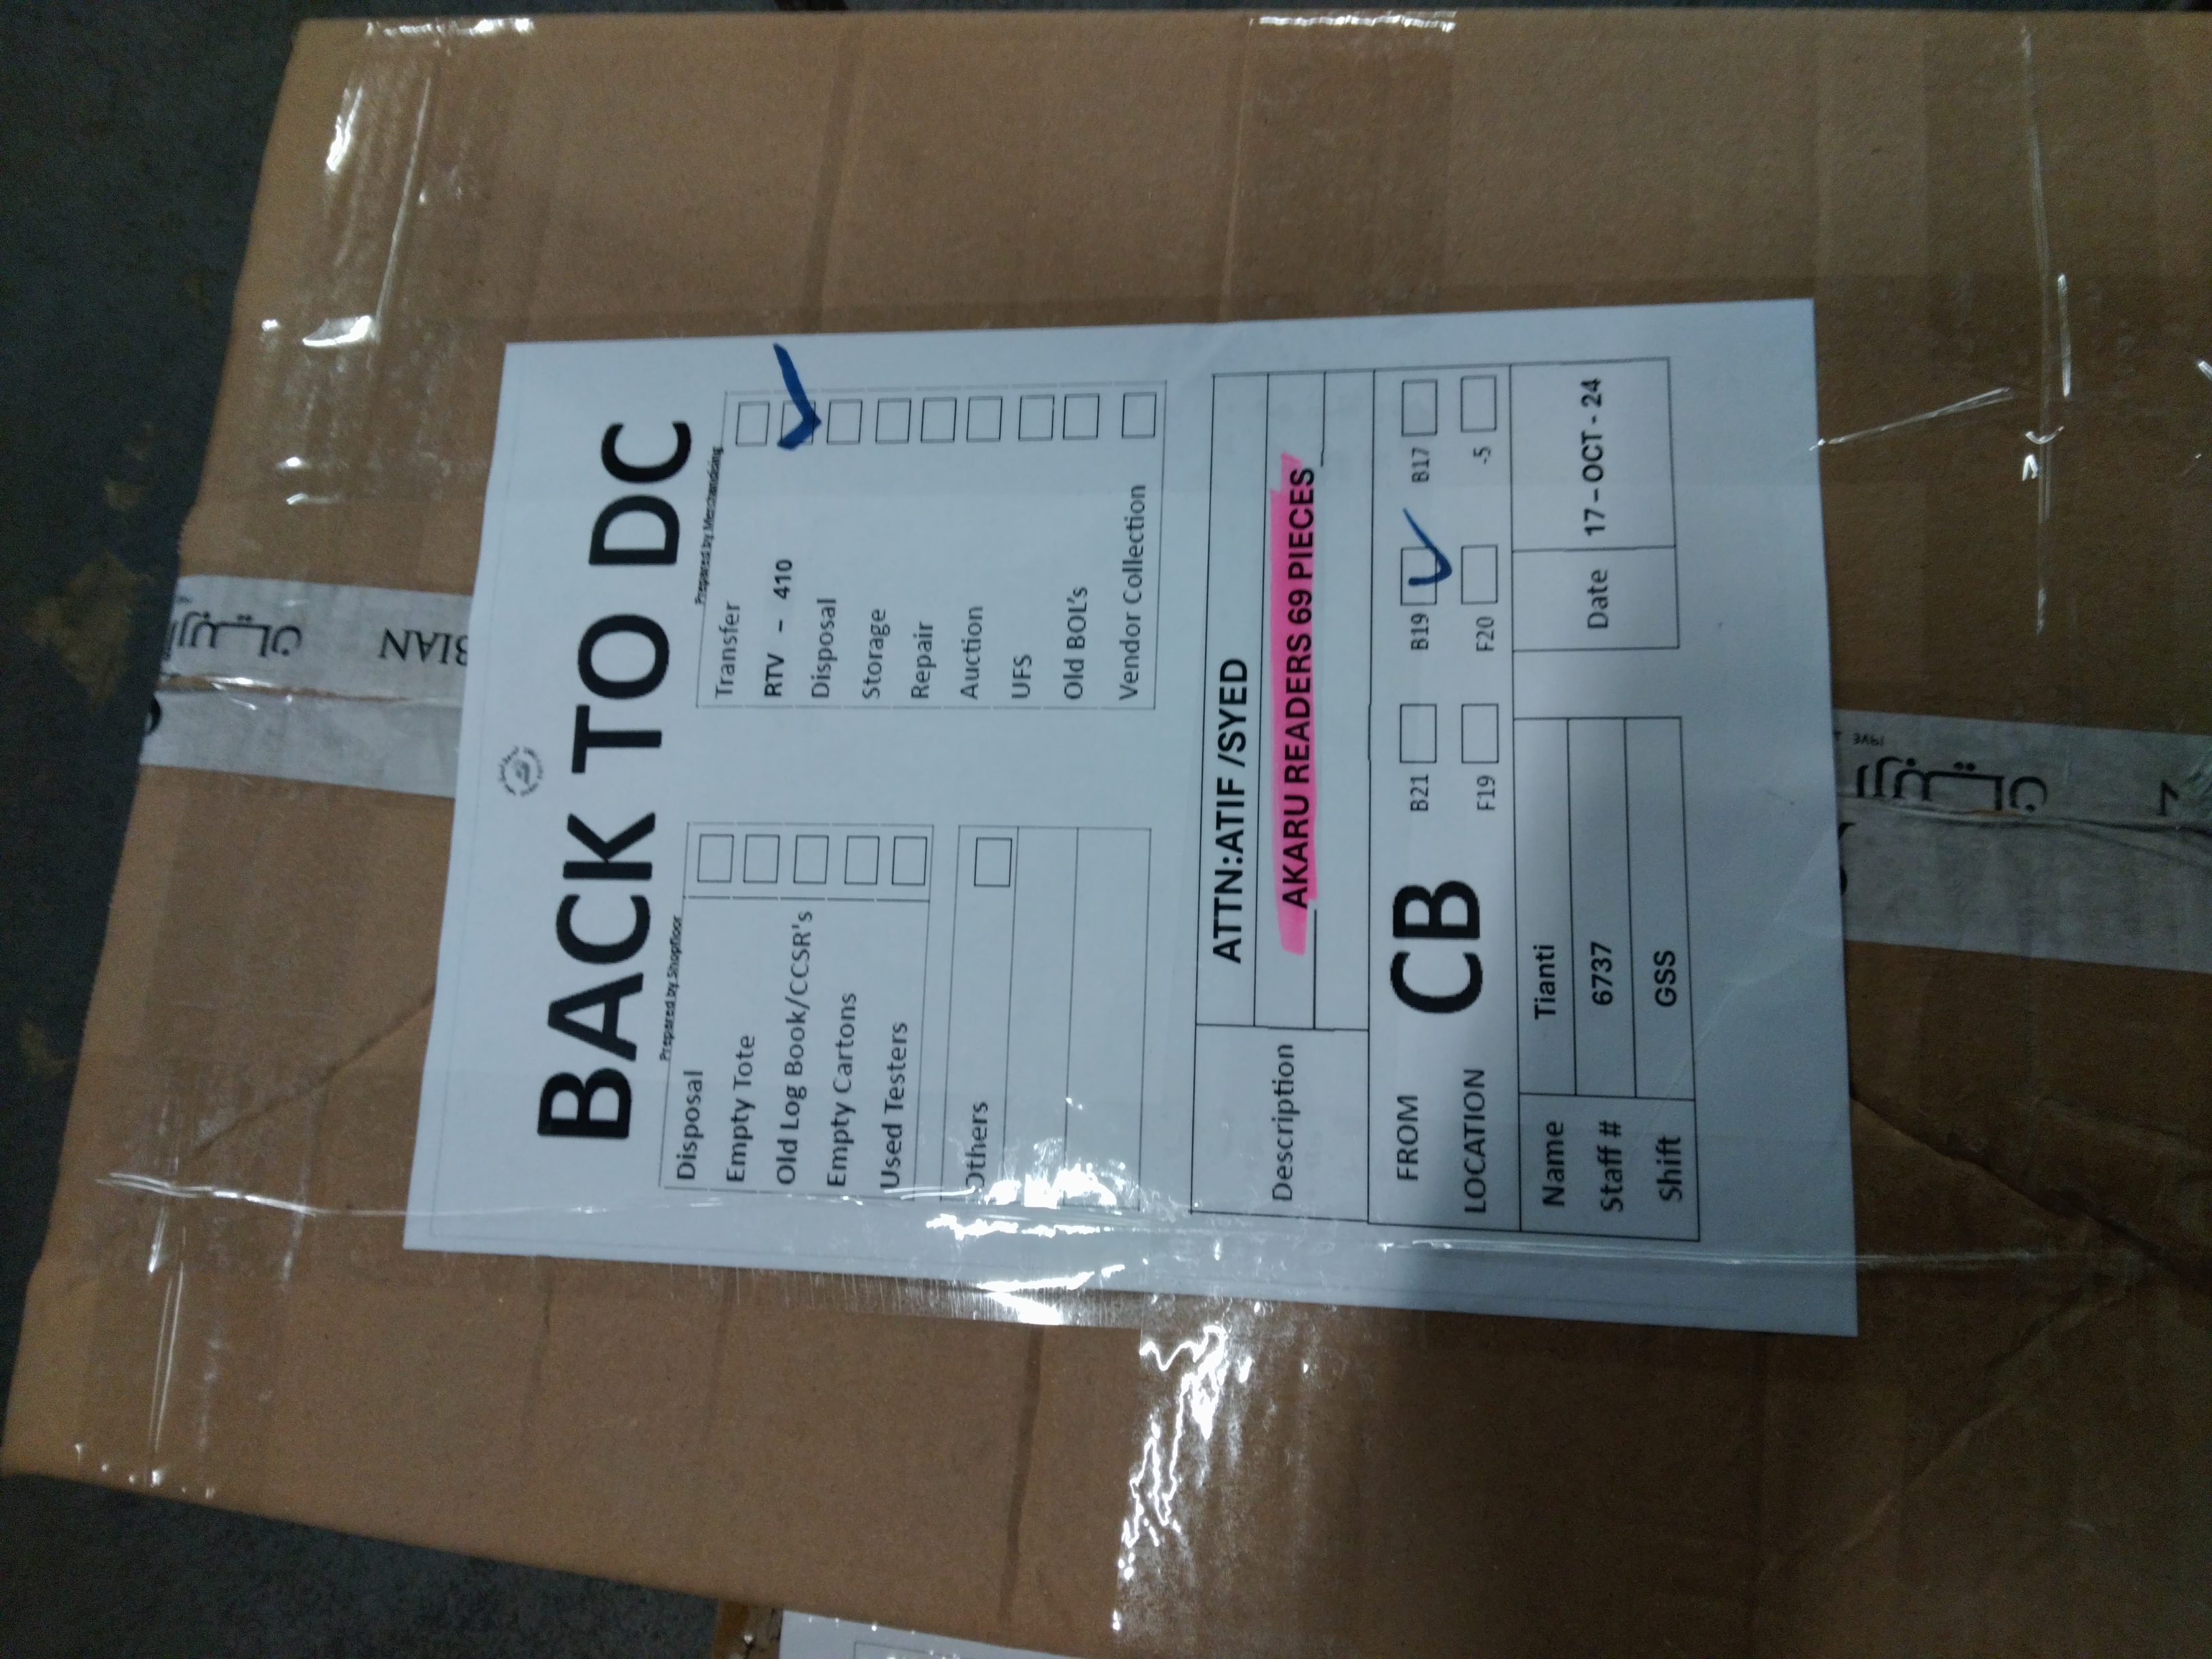 BACK TO DC
Prepared by Shopfloor
Disposal
Empty Tote
Old Log Book/CCSR's
Empty Cartons
Used Testers
Others
Prepared by Merchandising
Transfer
RTV – 410
Disposal
Storage
Repair
Auction
UFS
Old BOL's
Vendor Collection
Description
ATTN:ATIF /SYED
AKARU READERS 69 PIECES
FROM
LOCATION
CB
B21 B19 B17
F19 F20 -5
Name Tianti
Staff # 6737
Shift GSS
Date 17 – OCT - 24